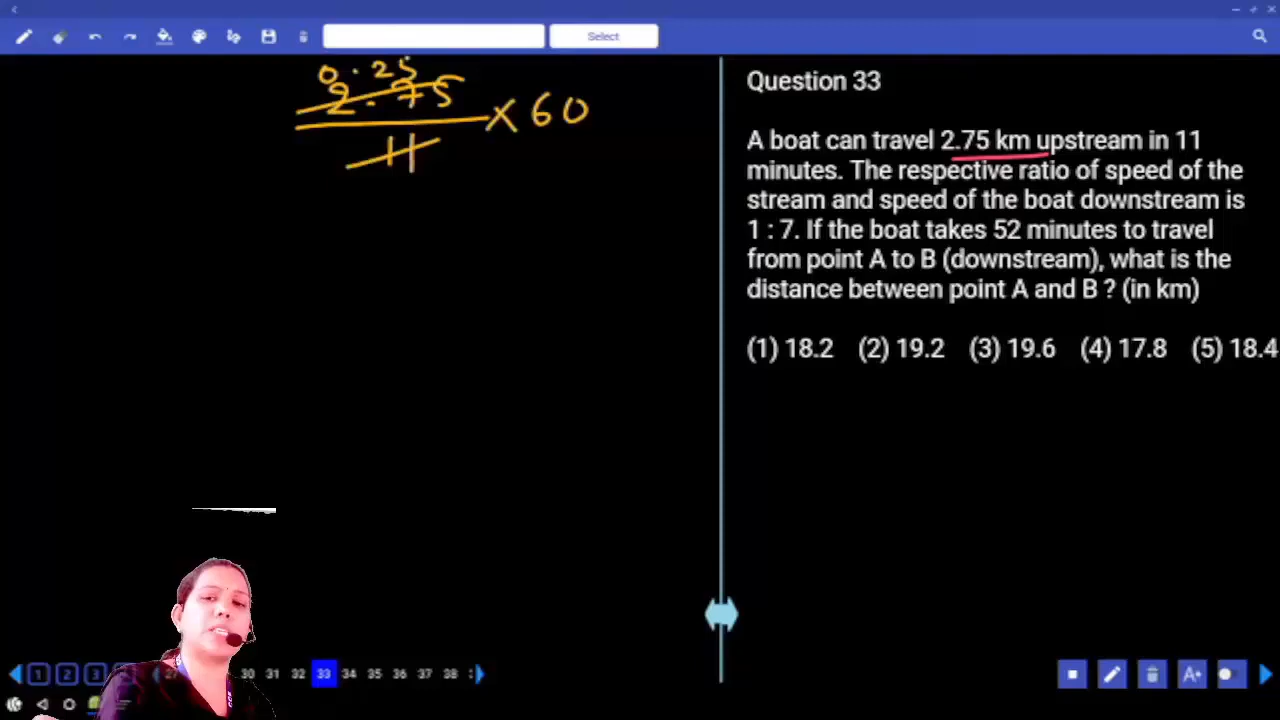 Select
0.25
2.75
11
× 60
Question 33
A boat can travel 2.75 km upstream in 11
minutes. The respective ratio of speed of the
stream and speed of the boat downstream is
1 : 7. If the boat takes 52 minutes to travel
from point A to B (downstream), what is the
distance between point A and B ? (in km)
(1) 18.2 (2) 19.2 (3) 19.6 (4) 17.8 (5) 18.4
1 2 3 27 30 31 32 33 34 35 36 37 38
A+